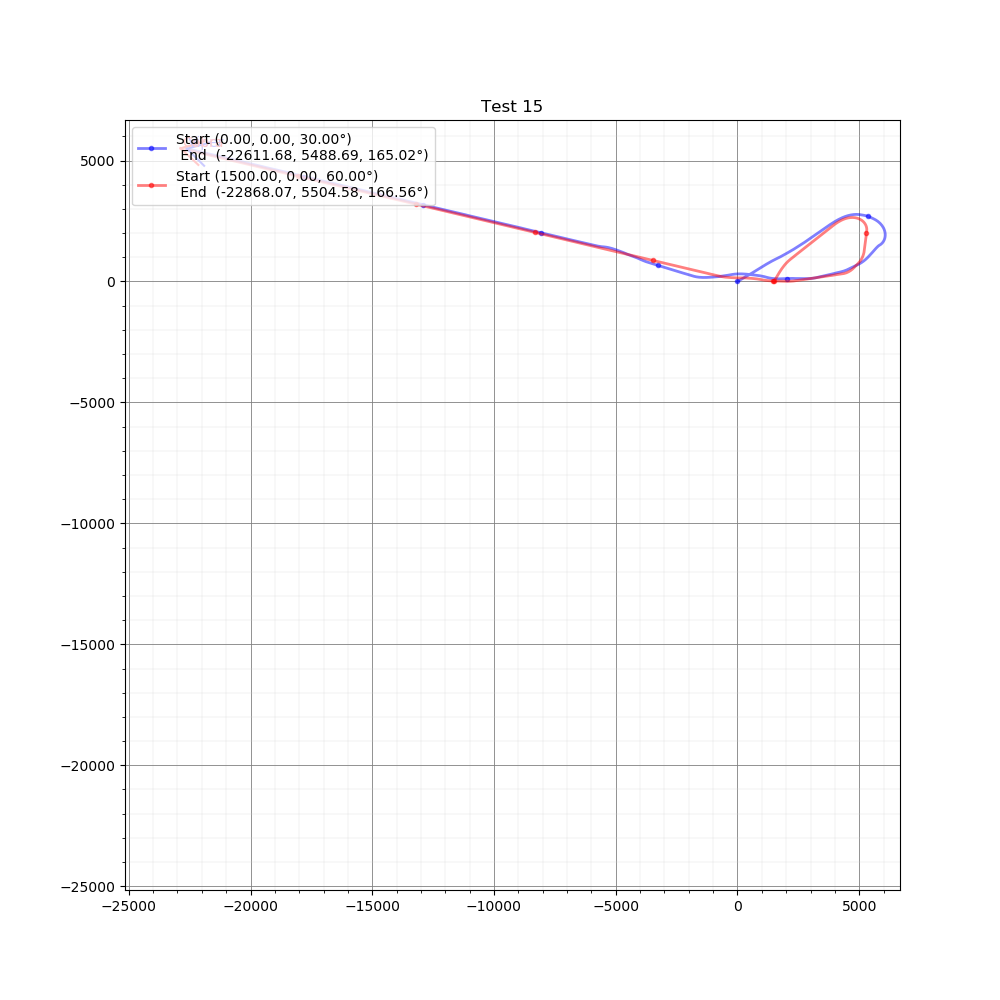 Test 15
Start (0.00, 0.00, 30.00°)
End (-22611.68, 5488.69, 165.02°)
Start (1500.00, 0.00, 60.00°)
End (-22868.07, 5504.58, 166.56°)
5000
0
−5000
−10000
−15000
−20000
−25000
−25000 −20000 −15000 −10000 −5000 0 5000